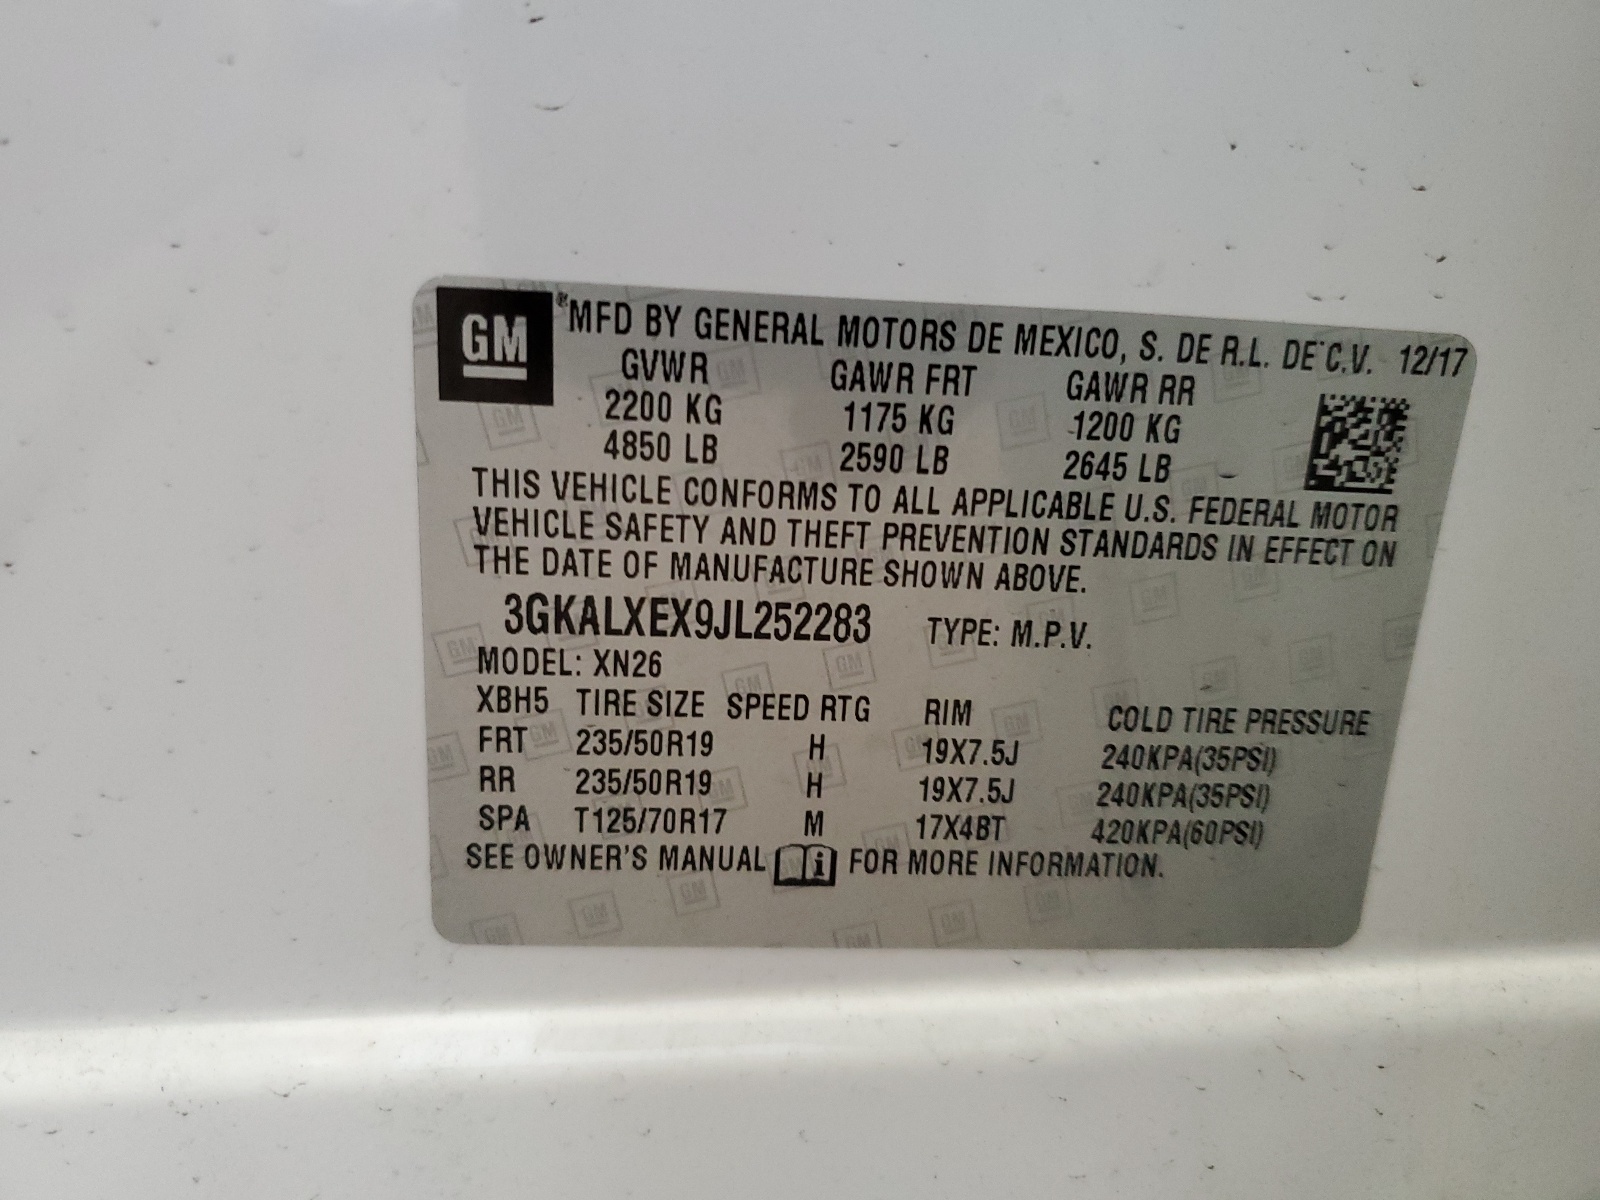 GM ® MFD BY GENERAL MOTORS DE MEXICO, S. DE R.L. DE C.V. 12/17
GVWR GAWR FRT GAWR RR
2200 KG 1175 KG 1200 KG
4850 LB 2590 LB 2645 LB
THIS VEHICLE CONFORMS TO ALL APPLICABLE U.S. FEDERAL MOTOR
VEHICLE SAFETY AND THEFT PREVENTION STANDARDS IN EFFECT ON
THE DATE OF MANUFACTURE SHOWN ABOVE.
3GKALXEX9JL252283 TYPE: M.P.V.
MODEL: XN26
XBH5 TIRE SIZE SPEED RTG RIM COLD TIRE PRESSURE
FRT 235/50R19 H 19X7.5J 240KPA(35PSI)
RR 235/50R19 H 19X7.5J 240KPA(35PSI)
SPA T125/70R17 M 17X4BT 420KPA(60PSI)
SEE OWNER'S MANUAL i FOR MORE INFORMATION.